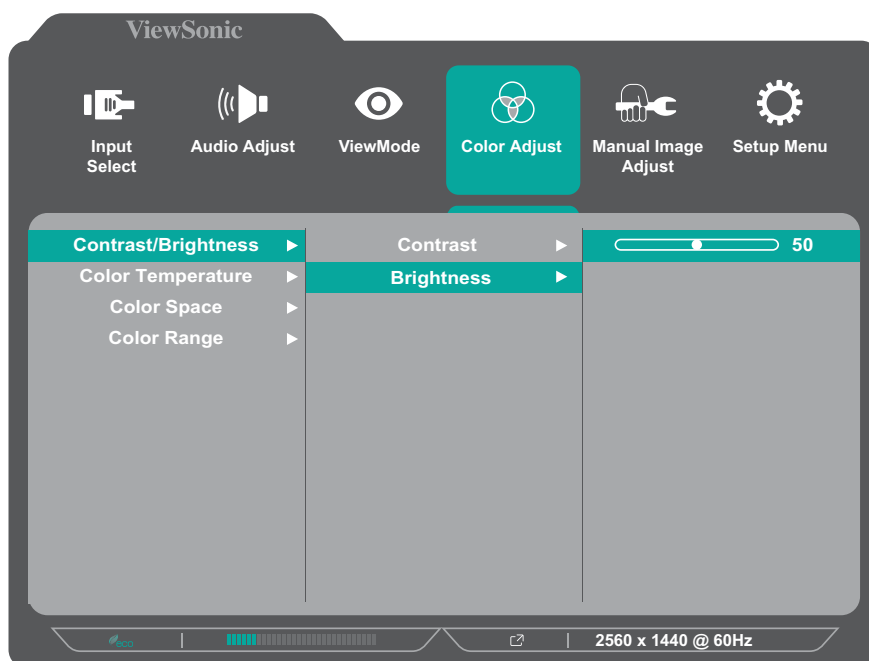 ViewSonic
Input
Select
Audio Adjust
ViewMode
Color Adjust
Manual Image
Adjust
Setup Menu
Contrast/Brightness
Contrast
50
Color Temperature
Brightness
Color Space
Color Range
eco
2560 x 1440 @ 60Hz